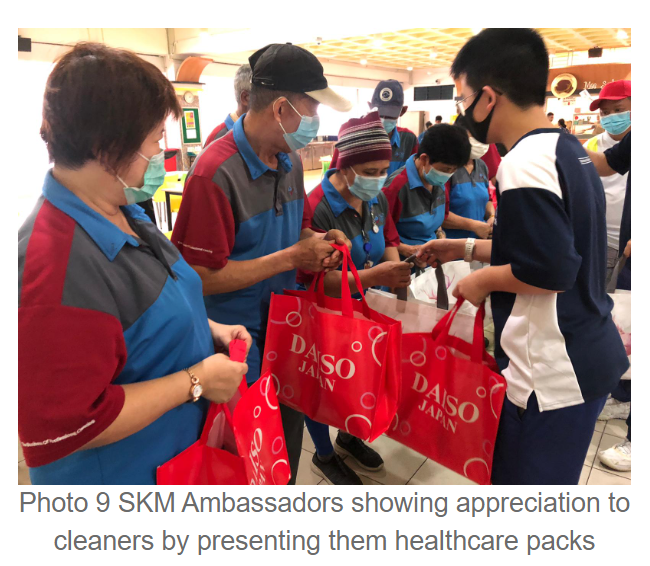 DAISO
JAPAN
DAISO
JAPAN
Photo 9 SKM Ambassadors showing appreciation to
cleaners by presenting them healthcare packs